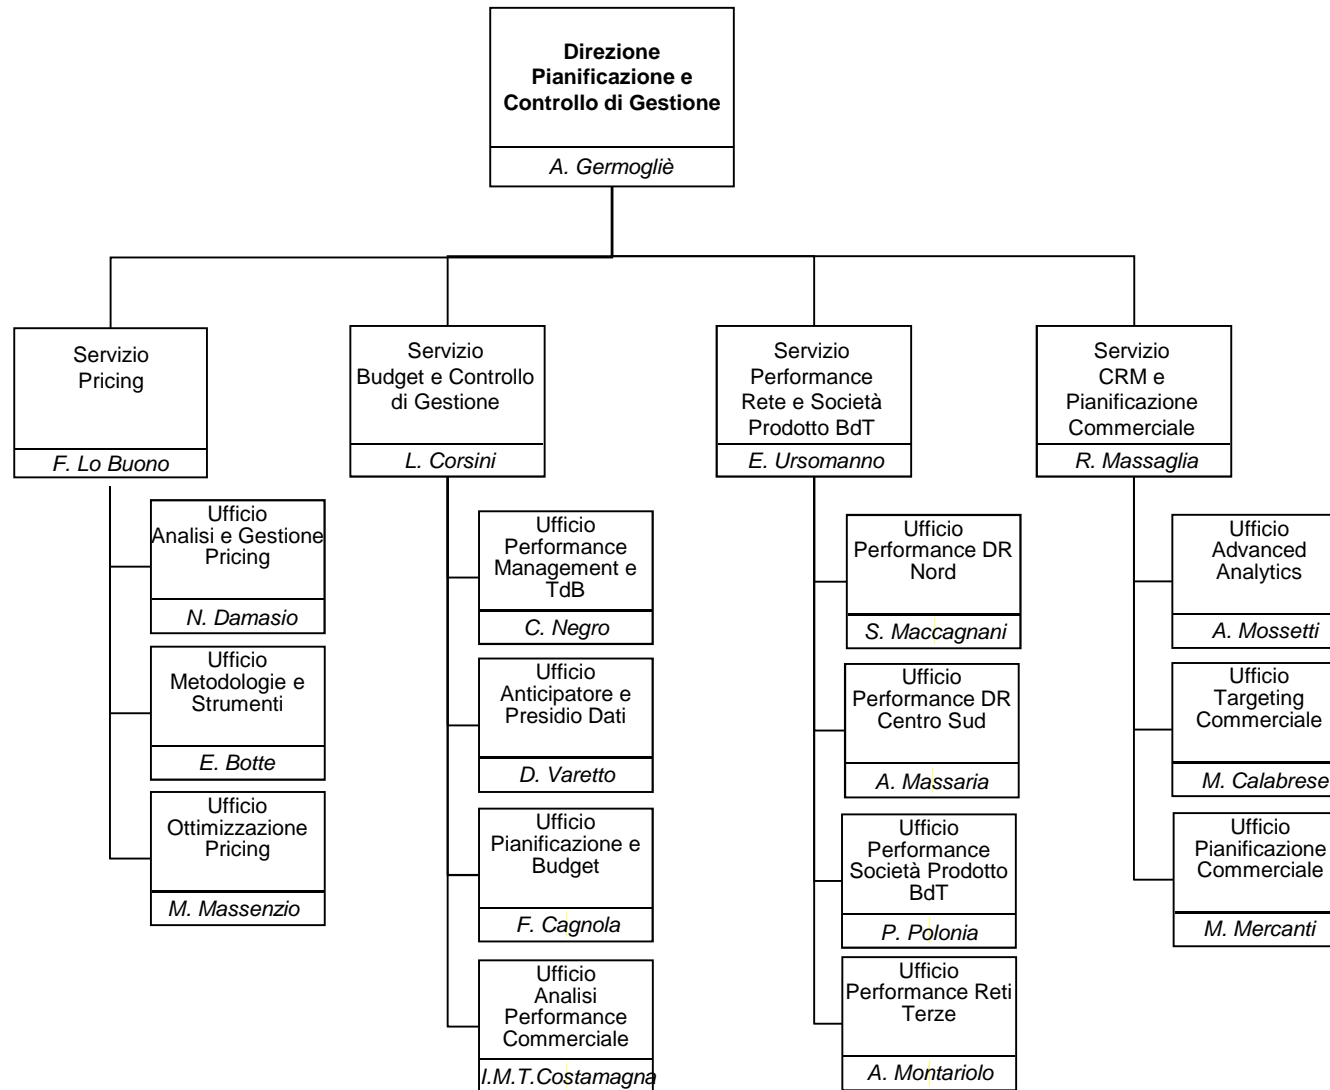 Direzione
Pianificazione e
Controllo di Gestione
A. Germogliè
Servizio
Pricing
F. Lo Buono
Servizio
Budget e Controllo
di Gestione
L. Corsini
Servizio
Performance
Rete e Società
Prodotto BdT
E. Ursomanno
Servizio
CRM e
Pianificazione
Commerciale
R. Massaglia
Ufficio
Analisi e Gestione
Pricing
N. Damasio
Ufficio
Metodologie e
Strumenti
E. Botte
Ufficio
Ottimizzazione
Pricing
M. Massenzio
Ufficio
Performance
Management e
TdB
C. Negro
Ufficio
Anticipatore e
Presidio Dati
D. Varetto
Ufficio
Pianificazione e
Budget
F. Cagnola
Ufficio
Analisi
Performance
Commerciale
I.M.T.Costamagna
Ufficio
Performance DR
Nord
S. Maccagnani
Ufficio
Performance DR
Centro Sud
A. Massaria
Ufficio
Performance
Società Prodotto
BdT
P. Polonia
Ufficio
Performance Reti
Terze
A. Montariolo
Ufficio
Advanced
Analytics
A. Mossetti
Ufficio
Targeting
Commerciale
M. Calabrese
Ufficio
Pianificazione
Commerciale
M. Mercanti